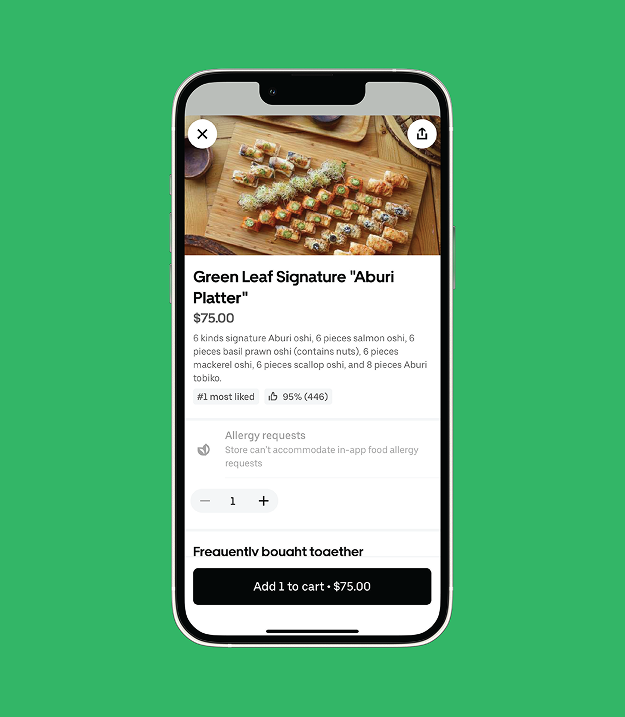 Green Leaf Signature "Aburi
Platter"
$75.00
6 kinds signature Aburi oshi, 6 pieces salmon oshi, 6
pieces basil prawn oshi (contains nuts), 6 pieces
mackerel oshi, 6 pieces scallop oshi, and 8 pieces Aburi
tobiko.
#1 most liked 95% (446)
Allergy requests
Store can't accommodate in-app food allergy
requests
1
Frequently bought together
Add 1 to cart • $75.00